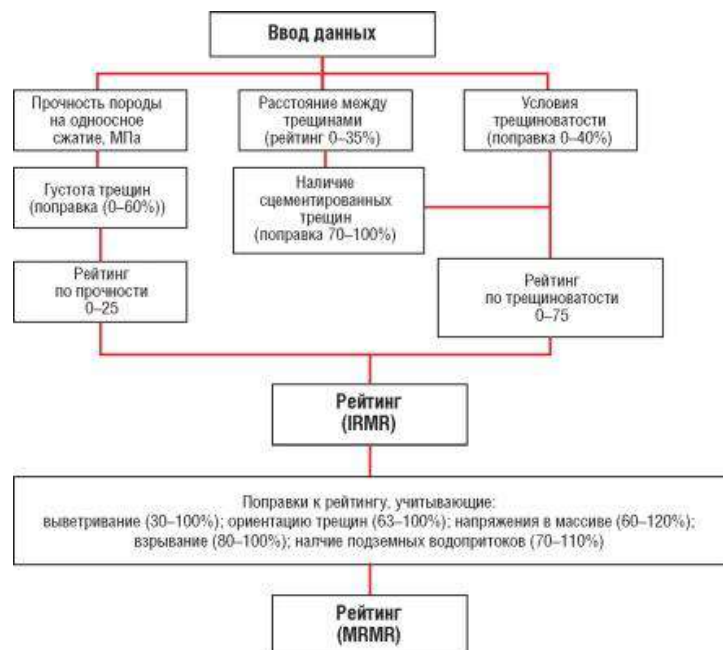 Ввод данных
Прочность породы
на одноосное
сжатие, МПа
Расстояние между
трещинами
(рейтинг 0–35%)
Условия
трещиноватости
(поправка 0–40%)
Густота трещин
(поправка (0–60%))
Наличие
сцементированных
трещин
(поправка 70–100%)
Рейтинг
по прочности
0–25
Рейтинг
по трещиноватости
0–75
Рейтинг
(IRMR)
Поправки к рейтингу, учитывающие:
выветривание (30–100%); ориентацию трещин (63–100%); напряжения в массиве (60–120%);
взрывание (80–100%); налчие подземных водопритоков (70–110%)
Рейтинг
(MRMR)